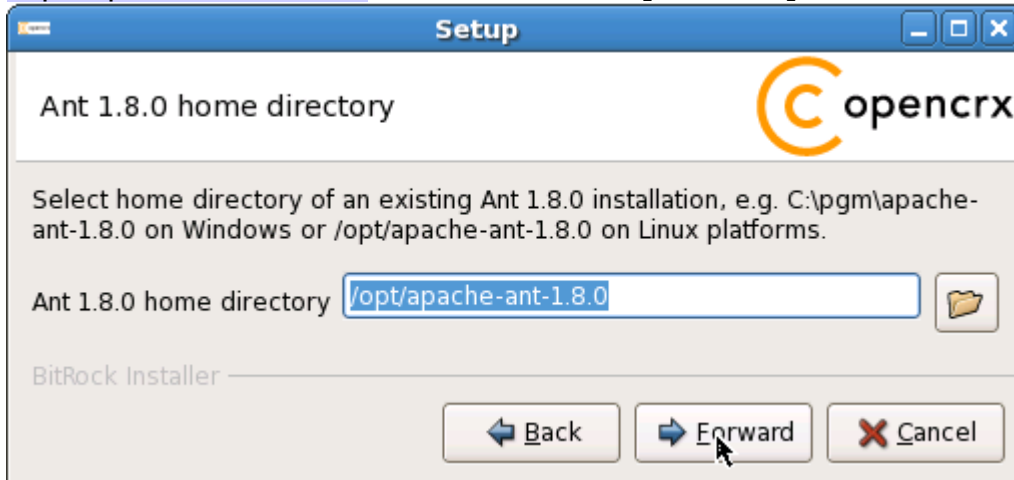 Setup
Ant 1.8.0 home directory
opencrx
Select home directory of an existing Ant 1.8.0 installation, e.g. C:\pgm\apache-
ant-1.8.0 on Windows or /opt/apache-ant-1.8.0 on Linux platforms.
Ant 1.8.0 home directory /opt/apache-ant-1.8.0
BitRock Installer
Back Forward Cancel